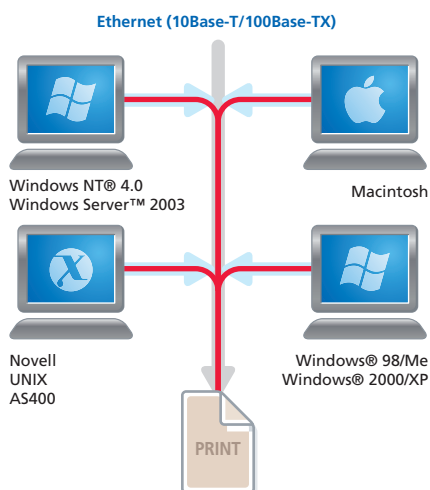 Ethernet (10Base-T/100Base-TX)
Windows NT® 4.0
Windows Server™ 2003
Macintosh
Novell
UNIX
AS400
Windows® 98/Me
Windows® 2000/XP
PRINT